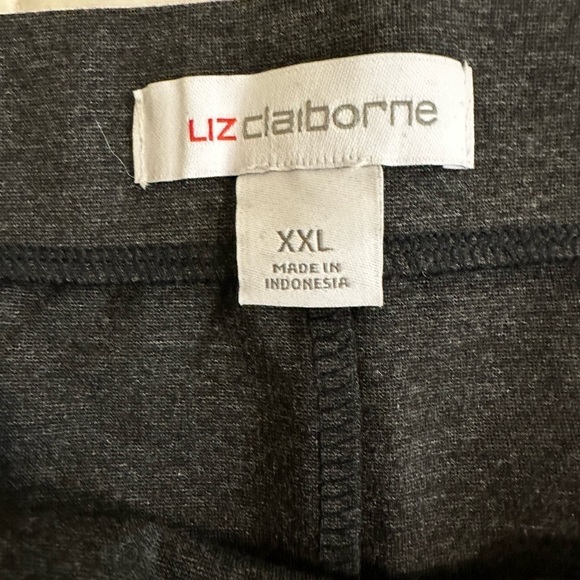 LIZ claiborne
XXL
MADE IN
INDONESIA